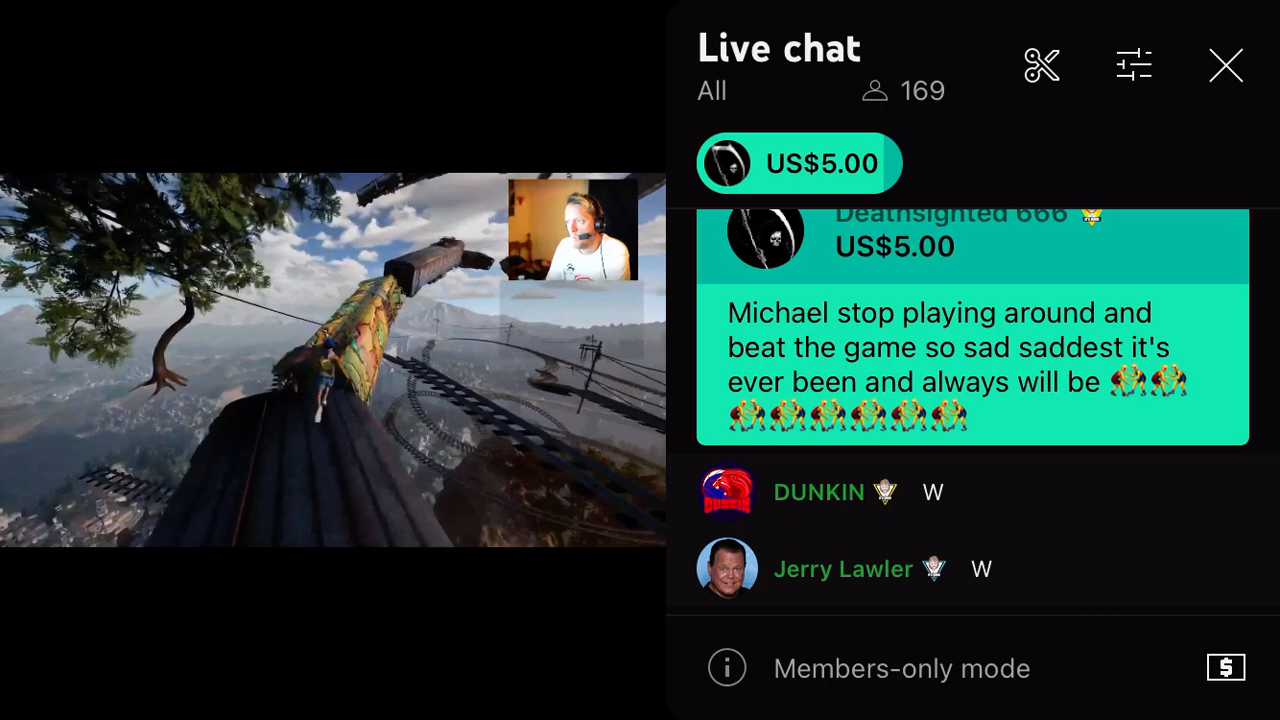 Live chat
All 169
US$5.00
Deathsighted 666
US$5.00
Michael stop playing around and
beat the game so sad saddest it's
ever been and always will be
DUNKIN W
DUNKIN
Jerry Lawler W
Members-only mode
$